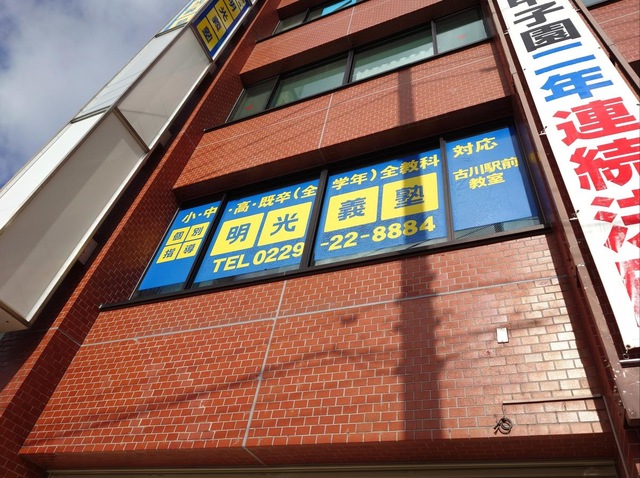 小・中・高・既卒(全学年)全教科対応
個別
指導
明光義塾
古川駅前
教室
TEL 0229-22-8884
子園二年連続